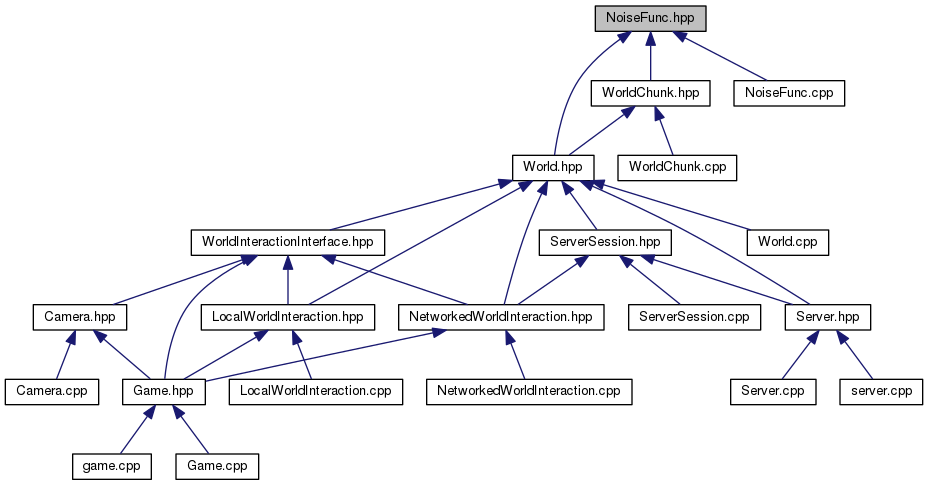 NoiseFunc.hpp
WorldChunk.hpp
NoiseFunc.cpp
World.hpp
WorldChunk.cpp
WorldInteractionInterface.hpp
ServerSession.hpp
World.cpp
Camera.hpp
LocalWorldInteraction.hpp
NetworkedWorldInteraction.hpp
ServerSession.cpp
Server.hpp
Camera.cpp
Game.hpp
LocalWorldInteraction.cpp
NetworkedWorldInteraction.cpp
Server.cpp
server.cpp
game.cpp
Game.cpp